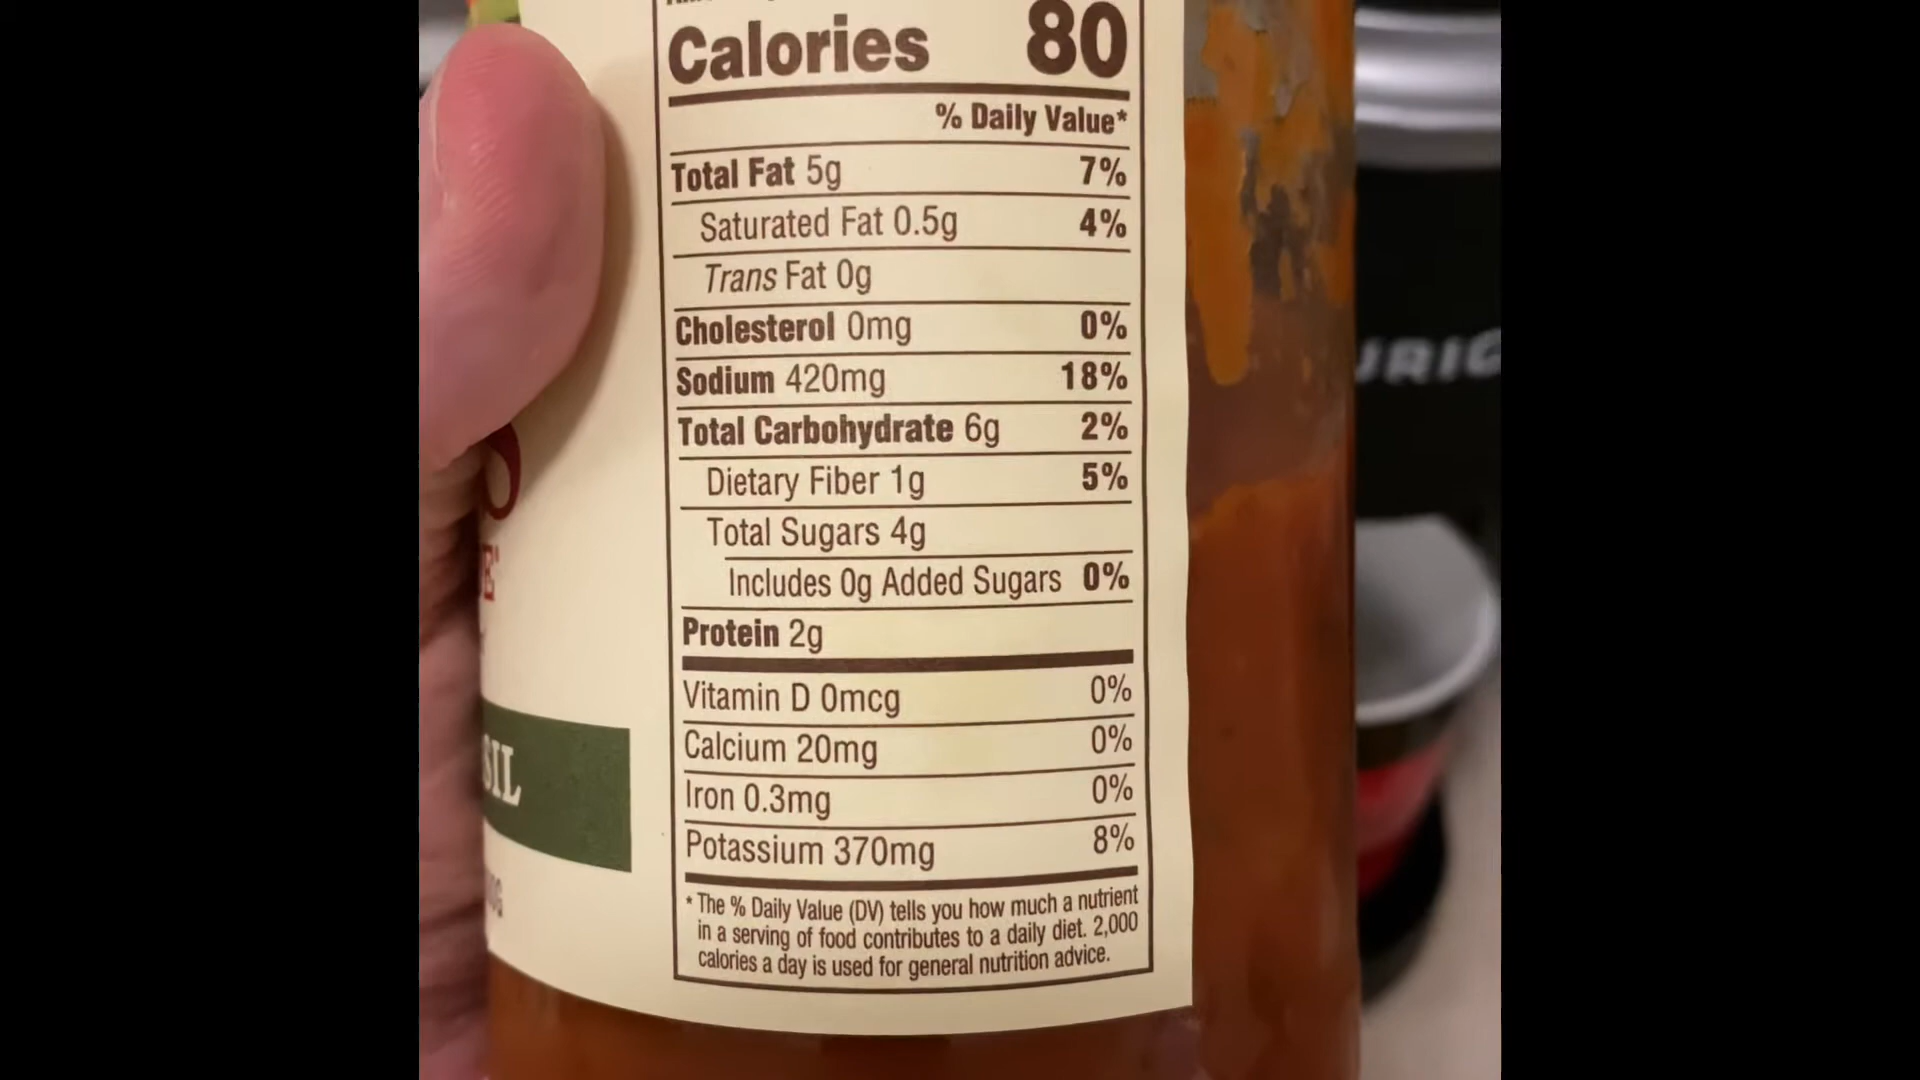 Calories 80
% Daily Value*
Total Fat 5g 7%
Saturated Fat 0.5g 4%
Trans Fat 0g
Cholesterol 0mg 0%
Sodium 420mg 18%
Total Carbohydrate 6g 2%
Dietary Fiber 1g 5%
Total Sugars 4g
Includes 0g Added Sugars 0%
Protein 2g
Vitamin D 0mcg 0%
Calcium 20mg 0%
Iron 0.3mg 0%
Potassium 370mg 8%
* The % Daily Value (DV) tells you how much a nutrient
in a serving of food contributes to a daily diet. 2,000
calories a day is used for general nutrition advice.
SIL
URIG